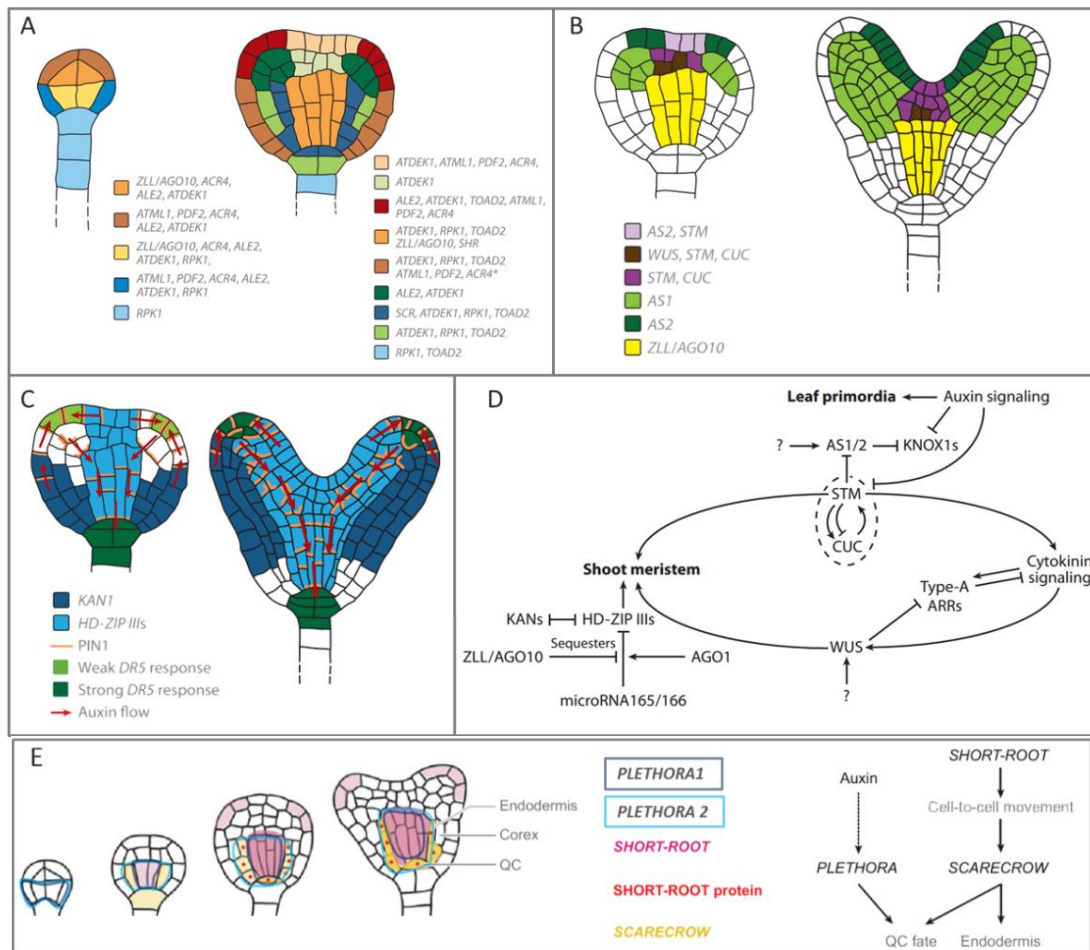 A
ZLL/AGO10, ACR4,
ALE2, ATDEK1
ATML1, PDF2, ACR4,
ALE2, ATDEK1
ZLL/AGO10, ACR4, ALE2,
ATDEK1, RPK1,
ATML1, PDF2, ACR4, ALE2,
ATDEK1, RPK1
RPK1
ATDEK1, ATML1, PDF2, ACR4,
ATDEK1
ALE2, ATDEK1, TOAD2, ATML1,
PDF2, ACR4
ATDEK1, RPK1, TOAD2,
ZLL/AGO10, SHR
ATDEK1, RPK1, TOAD2,
ATML1, PDF2, ACR4*
ALE2, ATDEK1
SCR, ATDEK1, RPK1, TOAD2
ATDEK1, RPK1, TOAD2,
RPK1, TOAD2
B
AS2, STM
WUS, STM, CUC
STM, CUC
AS1
AS2
ZLL/AGO10
C
KAN1
HD-ZIP IIIs
PIN1
Weak DR5 response
Strong DR5 response
Auxin flow
D
Leaf primordia
Auxin signaling
?
AS1/2
KNOX1s
STM
CUC
Shoot meristem
Cytokinin
signaling
Type-A
ARRs
KANs
HD-ZIP IIIs
Sequesters
ZLL/AGO10
AGO1
WUS
microRNA165/166
?
E
Endodermis
Corex
QC
PLETHORA1
PLETHORA 2
SHORT-ROOT
SHORT-ROOT protein
SCARECROW
Auxin
PLETHORA
SHORT-ROOT
Cell-to-cell movement
SCARECROW
QC fate
Endodermis